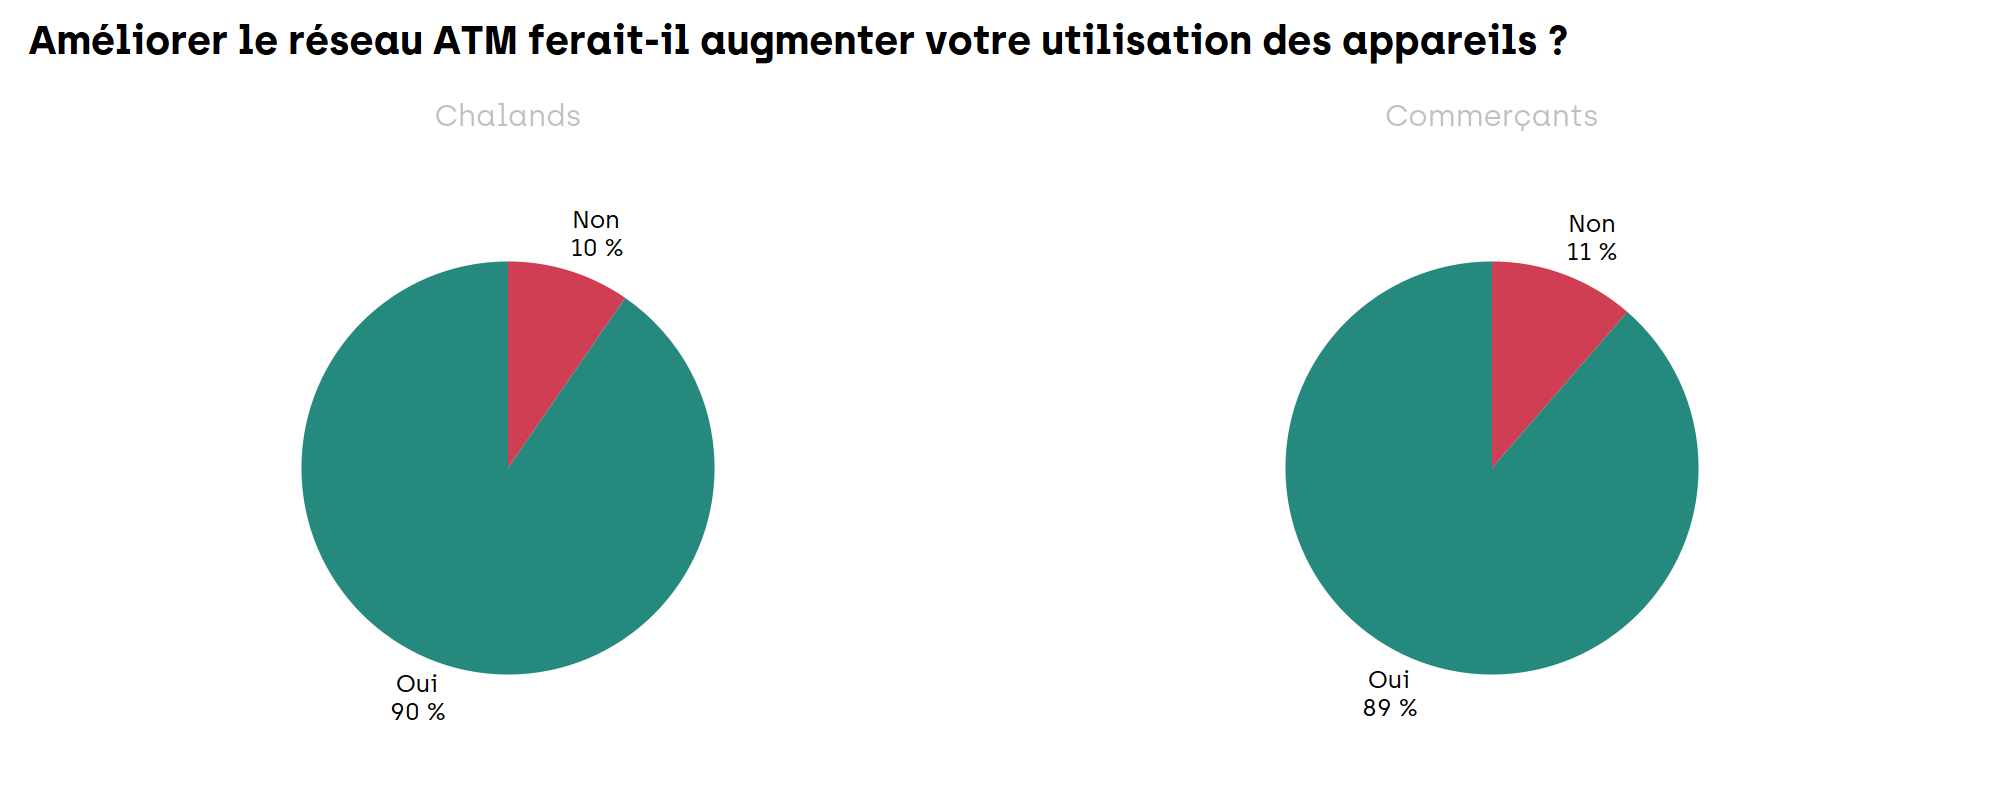 Améliorer le réseau ATM ferait-il augmenter votre utilisation des appareils ?
Chalands
Non
10 %
Oui
90 %
Commerçants
Non
11 %
Oui
89 %